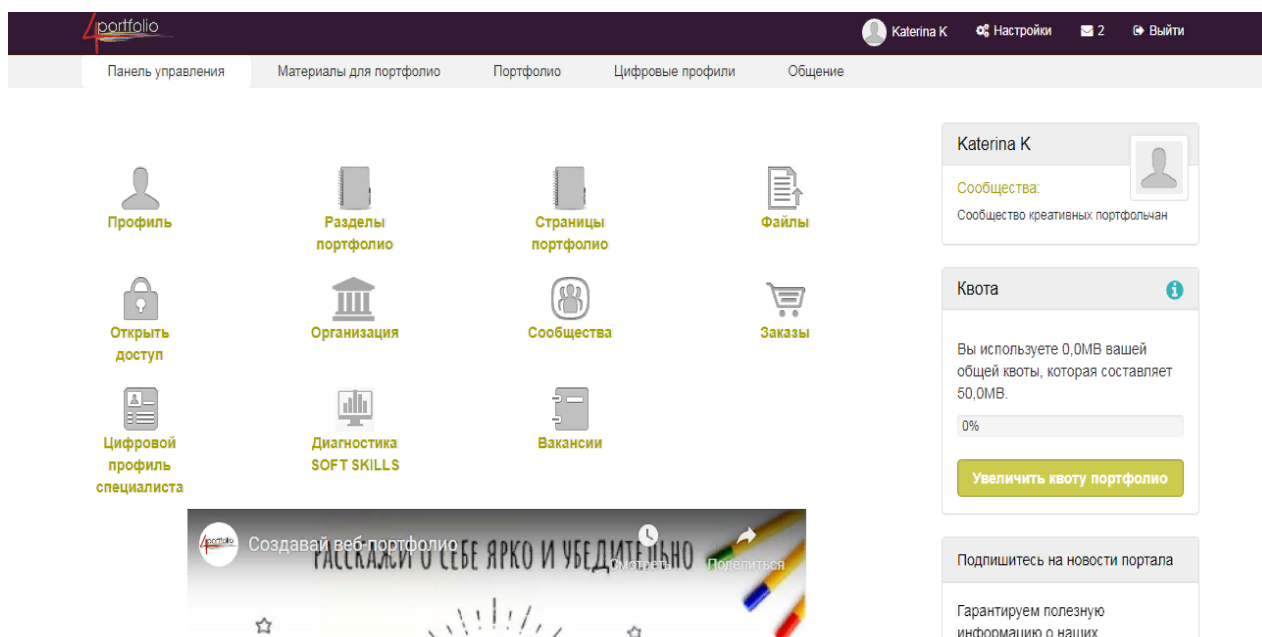 4portfolio
Katerina K Настройки 2 Выйти
Панель управления Материалы для портфолио Портфолио Цифровые профили Общение
Профиль
Разделы
портфолио
Страницы
портфолио
Файлы
Открыть
доступ
Организация
Сообщества
Заказы
Цифровой
профиль
специалиста
Диагностика
SOFT SKILLS
Вакансии
4portfolio
Создавай веб-портфолио
Смотреть Поделиться
РАССКАЖИ О СЕБЕ ЯРКО И УБЕДИТЕЛЬНО
Katerina K
Сообщества:
Сообщество креативных портфольчан
Квота
Вы используете 0,0MB вашей
общей квоты, которая составляет
50,0MB.
0%
Увеличить квоту портфолио
Подпишитесь на новости портала
Гарантируем полезную
информацию о наших